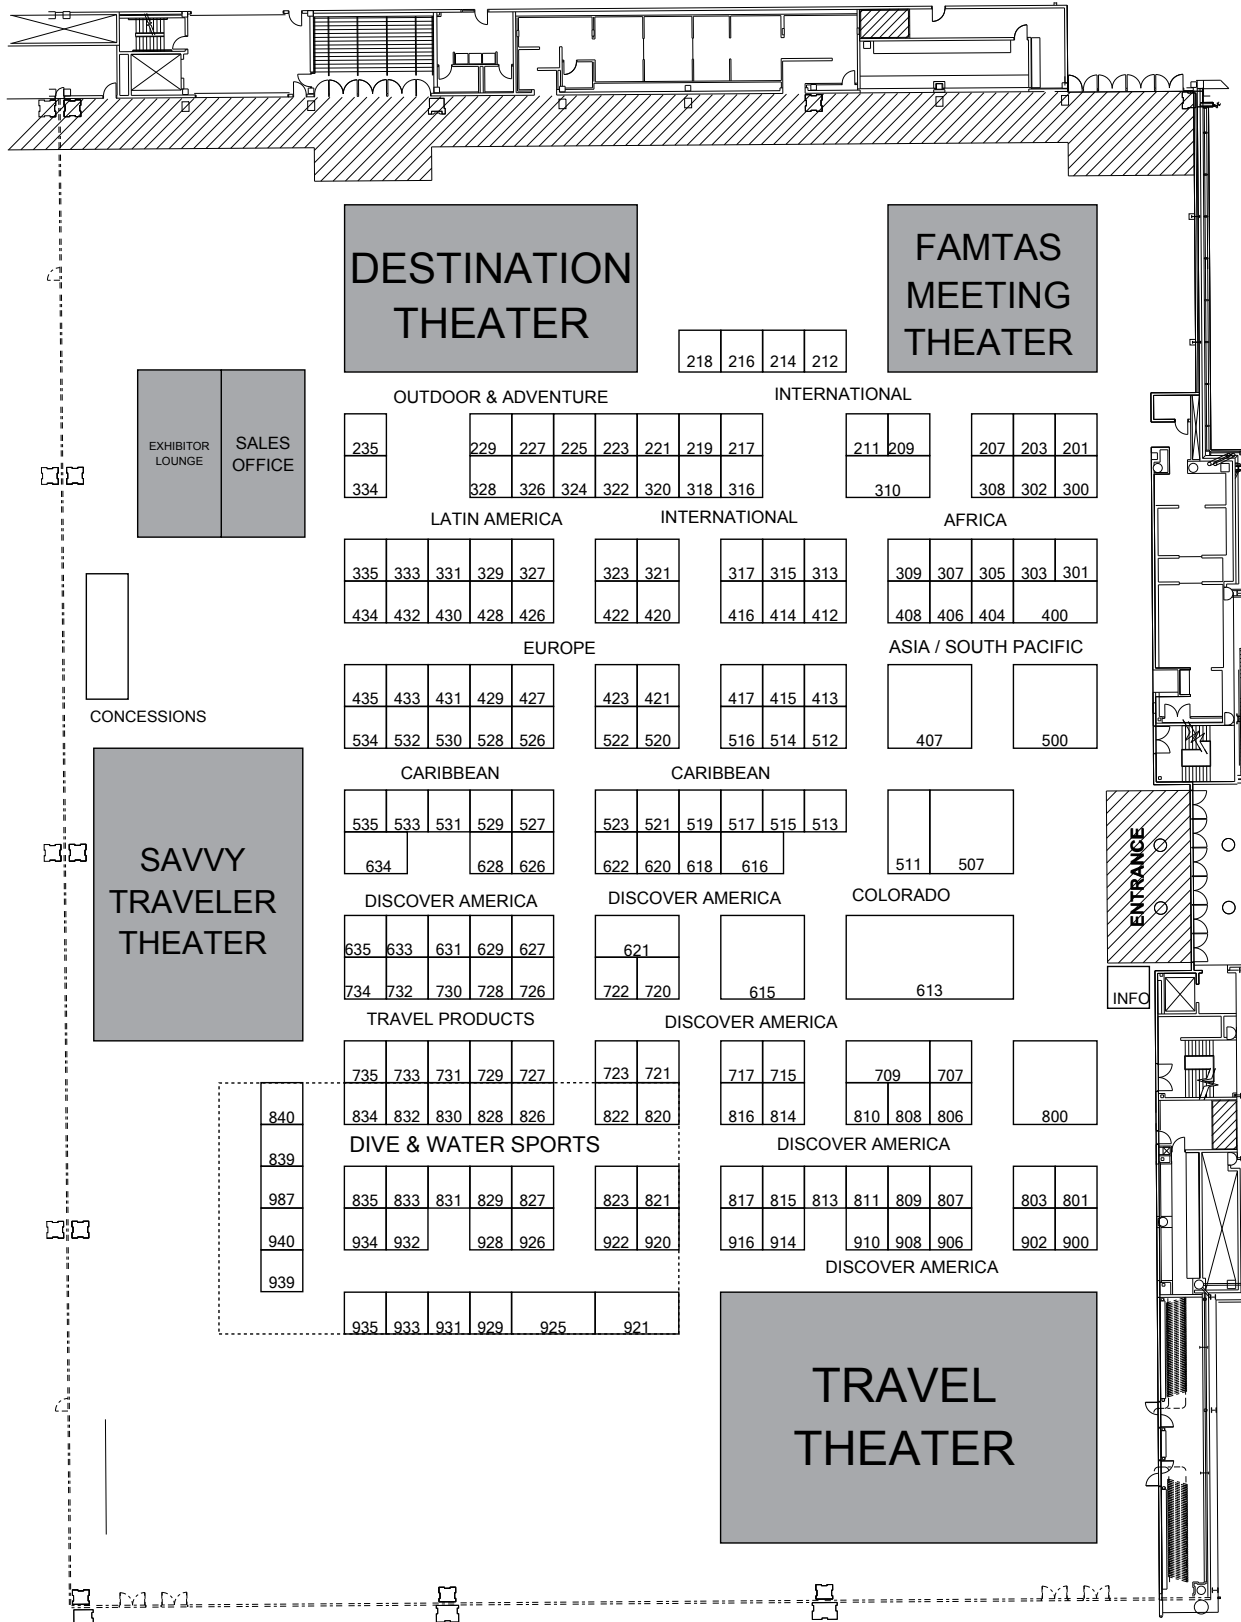 DESTINATION
THEATER
FAMTAS
MEETING
THEATER
218 216 214 212
OUTDOOR & ADVENTURE
INTERNATIONAL
EXHIBITOR
LOUNGE
SALES
OFFICE
235 229 227 225 223 221 219 217 211 209 207 203 201
334 328 326 324 322 320 318 316 310 308 302 300
LATIN AMERICA
INTERNATIONAL
AFRICA
335 333 331 329 327 323 321 317 315 313 309 307 305 303 301
434 432 430 428 426 422 420 416 414 412 408 406 404 400
EUROPE
ASIA / SOUTH PACIFIC
435 433 431 429 427 423 421 417 415 413
CONCESSIONS
534 532 530 528 526 522 520 516 514 512 407 500
CARIBBEAN
CARIBBEAN
535 533 531 529 527 523 521 519 517 515 513
634 628 626 622 620 618 616 511 507
SAVVY
TRAVELER
THEATER
ENTRANCE
DISCOVER AMERICA
DISCOVER AMERICA
COLORADO
635 633 631 629 627 621
734 732 730 728 726 722 720 615 613
INFO
TRAVEL PRODUCTS
DISCOVER AMERICA
735 733 731 729 727 723 721 717 715 709 707
840 834 832 830 828 826 822 820 816 814 810 808 806 800
DIVE & WATER SPORTS
DISCOVER AMERICA
839
987 835 833 831 829 827 823 821 817 815 813 811 809 807 803 801
940 934 932 928 926 922 920 916 914 910 908 906 902 900
DISCOVER AMERICA
939
935 933 931 929 925 921
TRAVEL
THEATER